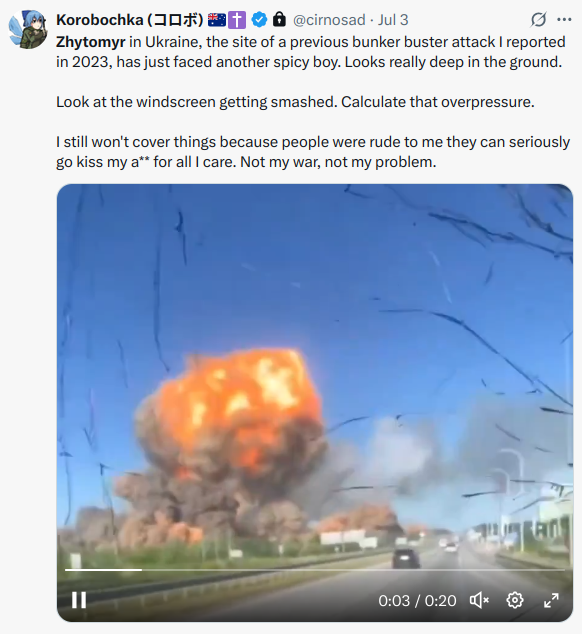 Korobochka (コロボ) 🇦🇺✝️ @cirnosad · Jul 3
Zhytomyr in Ukraine, the site of a previous bunker buster attack I reported
in 2023, has just faced another spicy boy. Looks really deep in the ground.
Look at the windscreen getting smashed. Calculate that overpressure.
I still won't cover things because people were rude to me they can seriously
go kiss my a** for all I care. Not my war, not my problem.
0:03 / 0:20